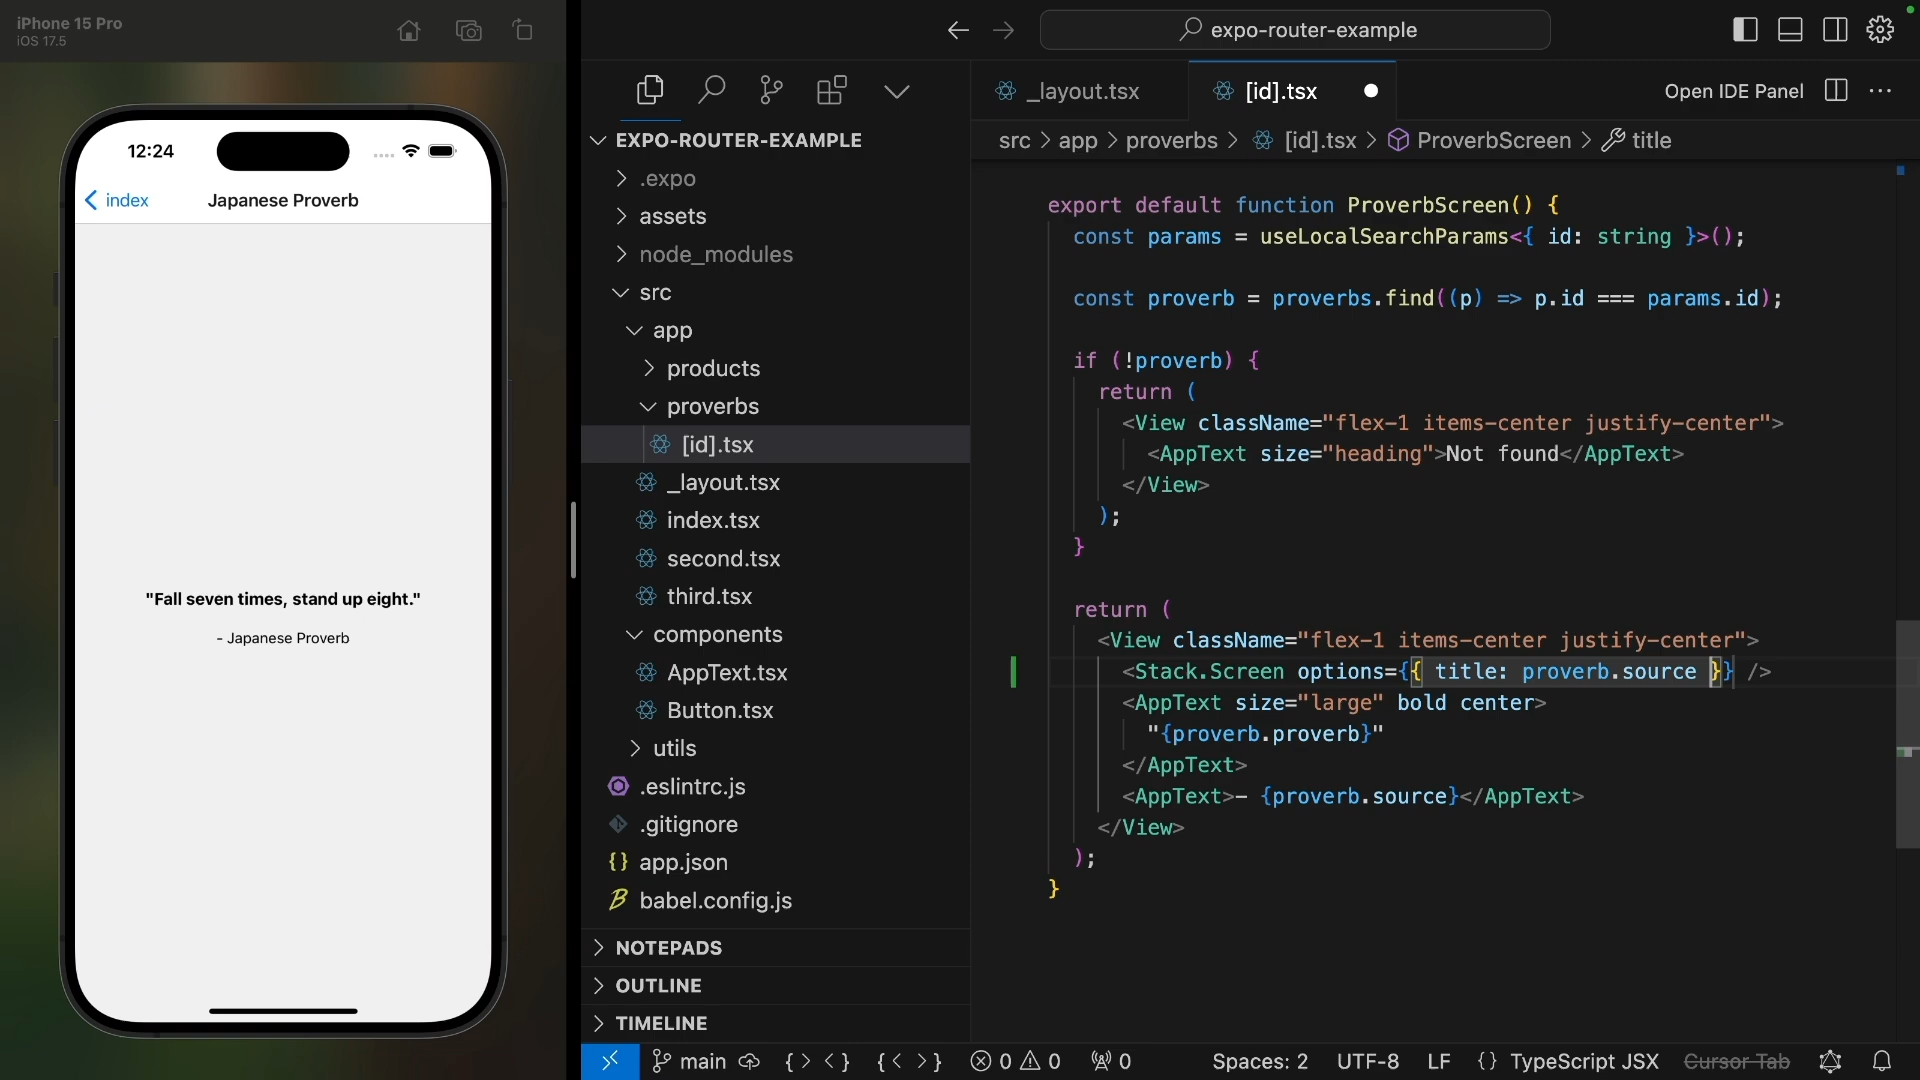 iPhone 15 Pro
iOS 17.5
12:24
index
Japanese Proverb
"Fall seven times, stand up eight."
- Japanese Proverb
expo-router-example
EXPO-ROUTER-EXAMPLE
.expo
assets
node_modules
src
app
products
proverbs
[id].tsx
_layout.tsx
index.tsx
second.tsx
third.tsx
components
AppText.tsx
Button.tsx
utils
.eslintrc.js
.gitignore
app.json
babel.config.js
NOTEPADS
OUTLINE
TIMELINE
_layout.tsx
[id].tsx
Open IDE Panel
src > app > proverbs > [id].tsx > ProverbScreen > title
export default function ProverbScreen() {
const params = useLocalSearchParams<{ id: string }>();
const proverb = proverbs.find((p) => p.id === params.id);
if (!proverb) {
return (
<View className="flex-1 items-center justify-center">
<AppText size="heading">Not found</AppText>
</View>
);
}
return (
<View className="flex-1 items-center justify-center">
<Stack.Screen options={{ title: proverb.source }} />
<AppText size="large" bold center>
"{proverb.proverb}"
</AppText>
<AppText>- {proverb.source}</AppText>
</View>
);
}
main
0 0 0
Spaces: 2 UTF-8 LF {} TypeScript JSX Cursor Tab